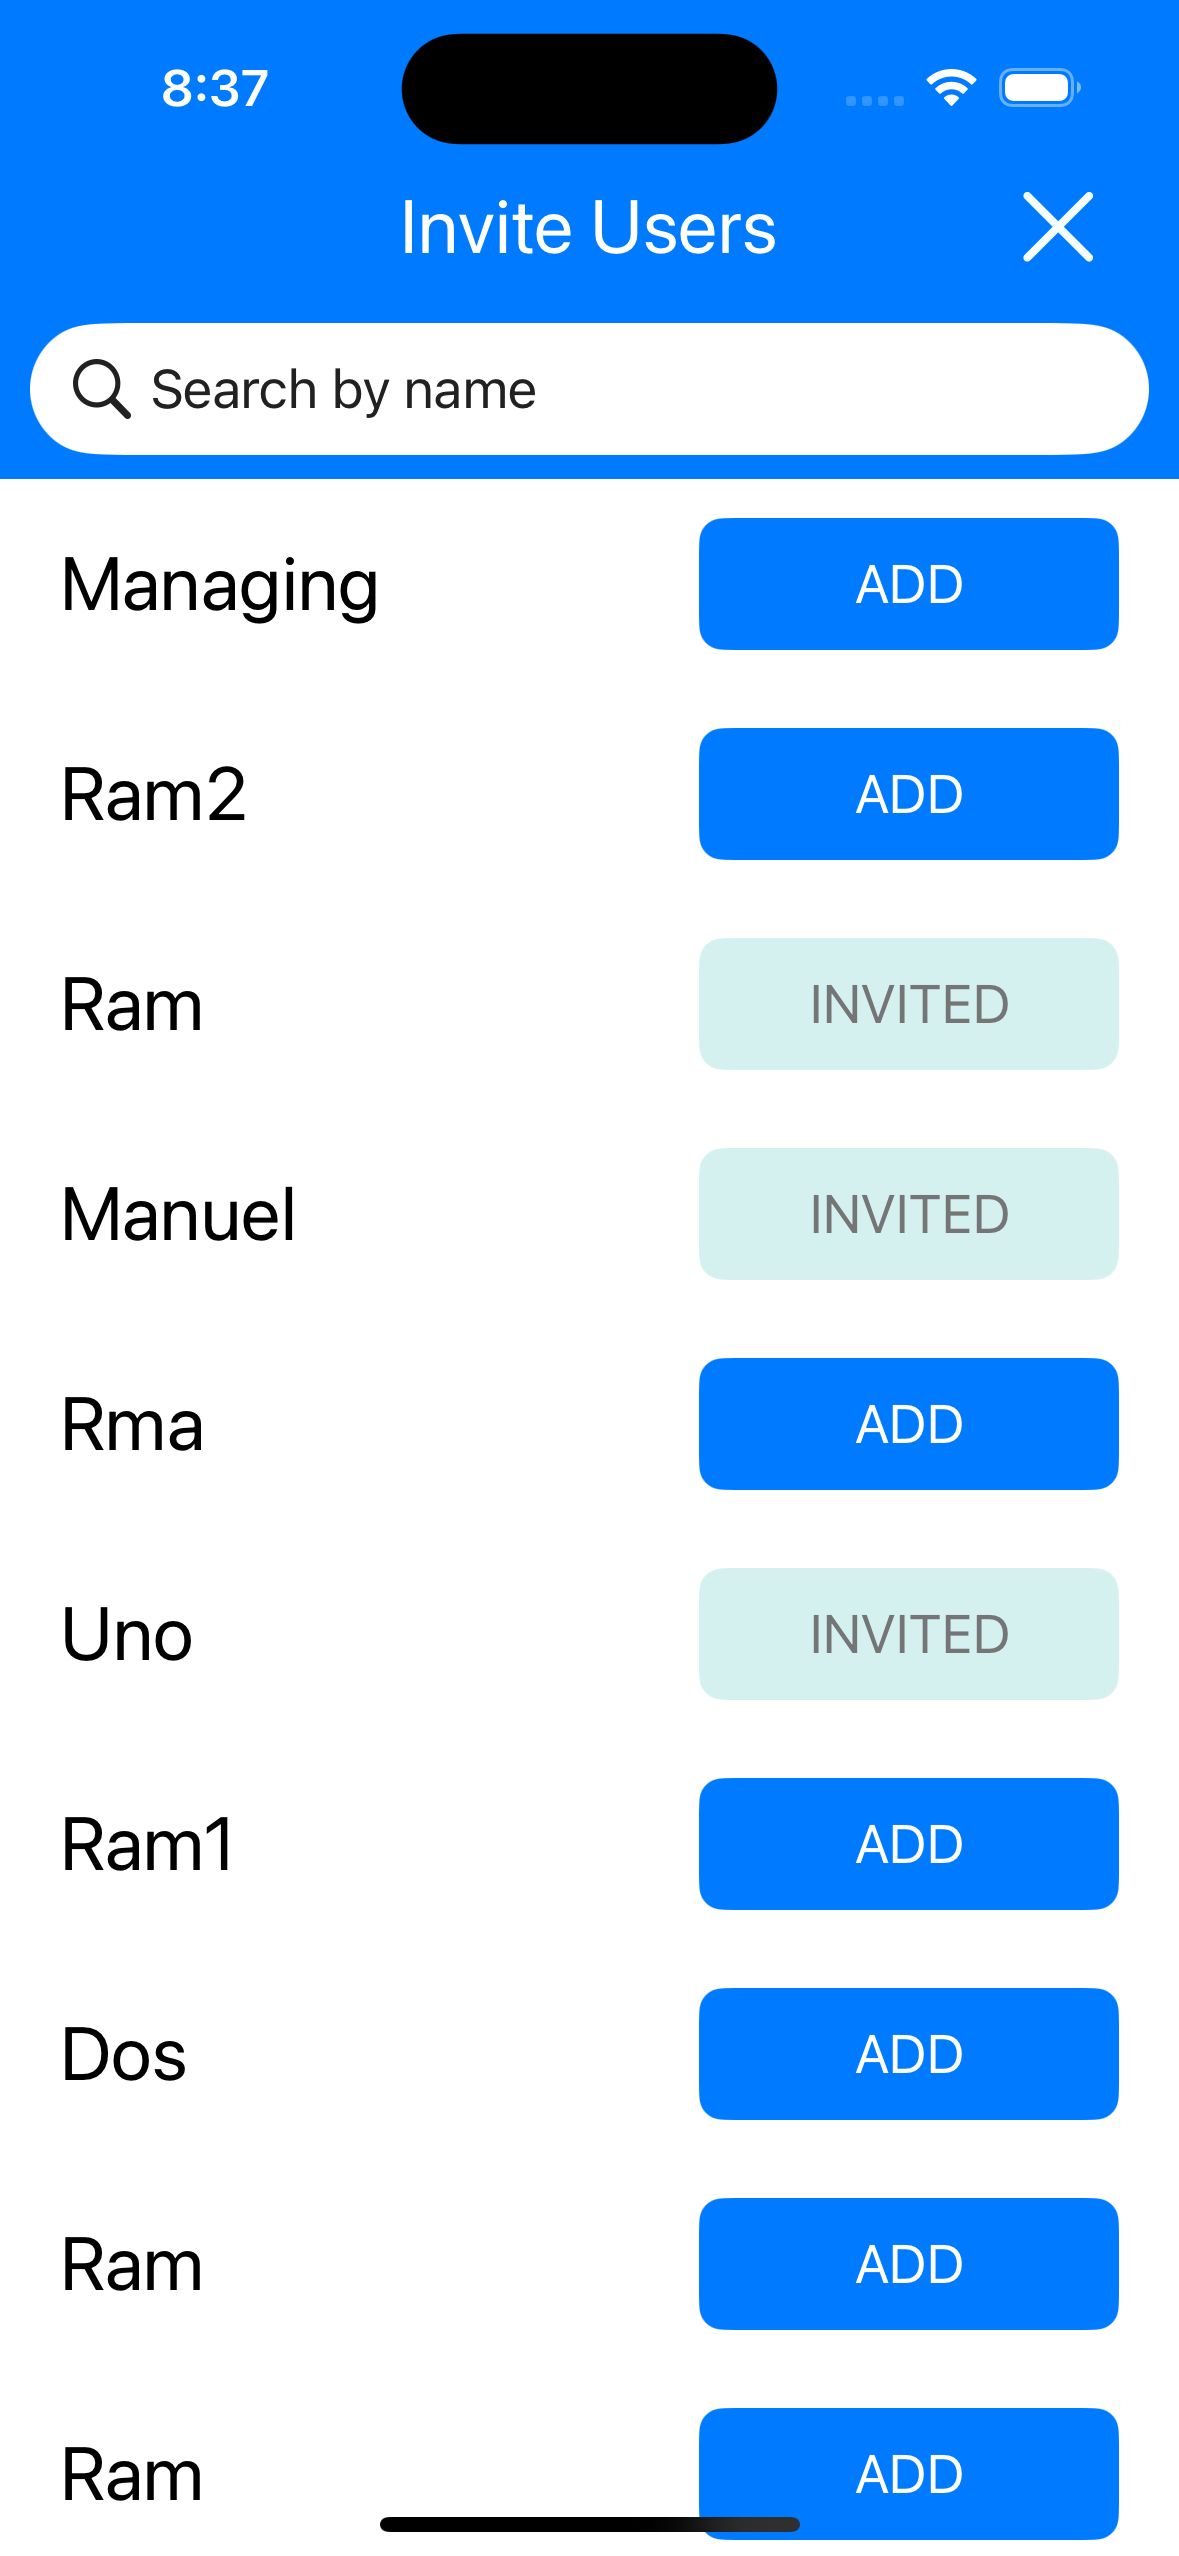 8:37
Invite Users
Search by name
Managing ADD
Ram2 ADD
Ram INVITED
Manuel INVITED
Rma ADD
Uno INVITED
Ram1 ADD
Dos ADD
Ram ADD
Ram ADD